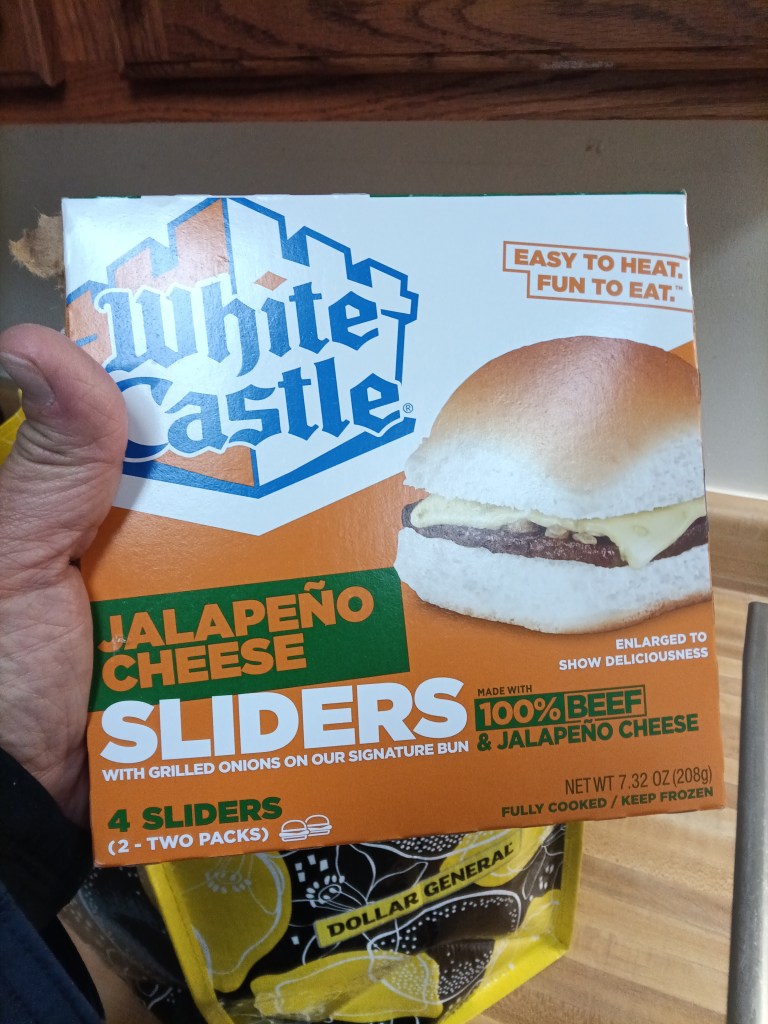 White
Castle®
EASY TO HEAT.
FUN TO EAT.™
JALAPEÑO
CHEESE
SLIDERS
WITH GRILLED ONIONS ON OUR SIGNATURE BUN
4 SLIDERS
(2 - TWO PACKS)
ENLARGED TO
SHOW DELICIOUSNESS
MADE WITH
100% BEEF
& JALAPEÑO CHEESE
NET WT 7.32 OZ (208g)
FULLY COOKED / KEEP FROZEN
DOLLAR GENERAL